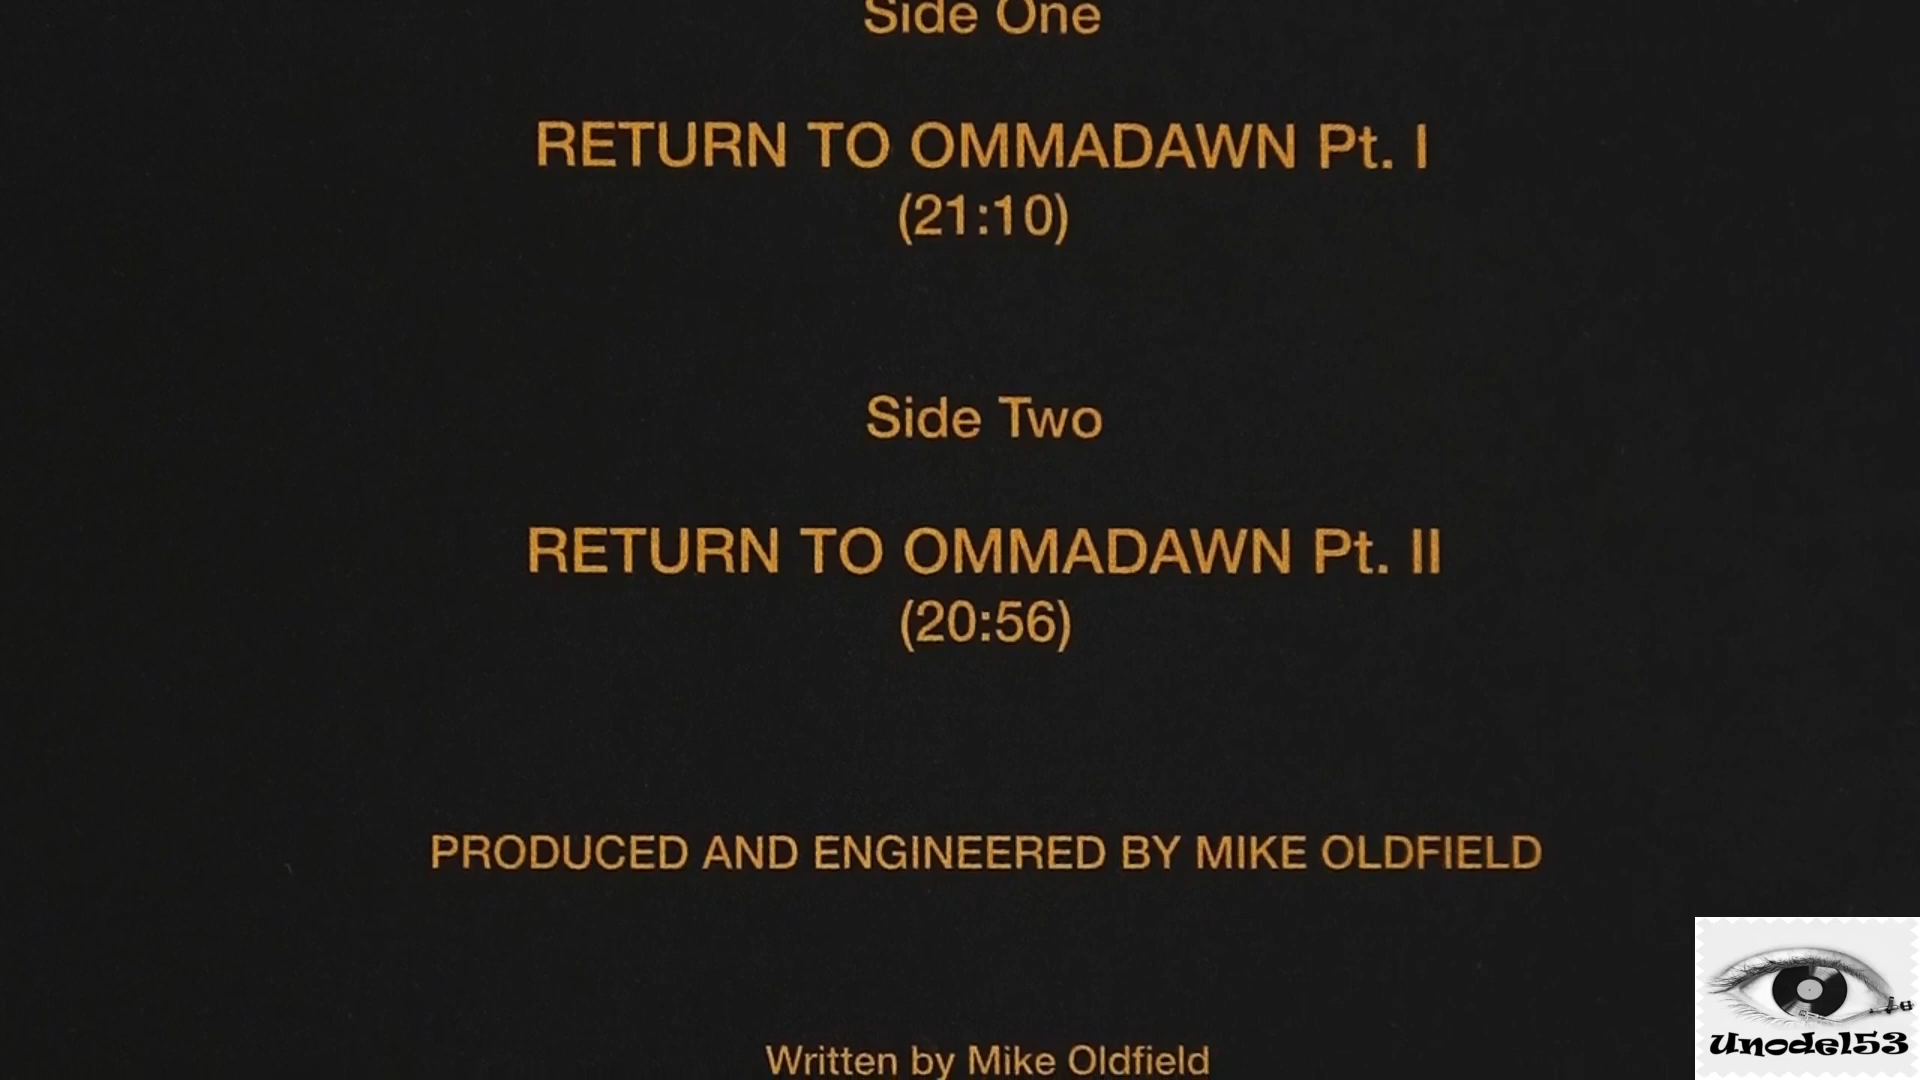 Side One
RETURN TO OMMADAWN Pt. I
(21:10)
Side Two
RETURN TO OMMADAWN Pt. II
(20:56)
PRODUCED AND ENGINEERED BY MIKE OLDFIELD
Written by Mike Oldfield
Unodel53